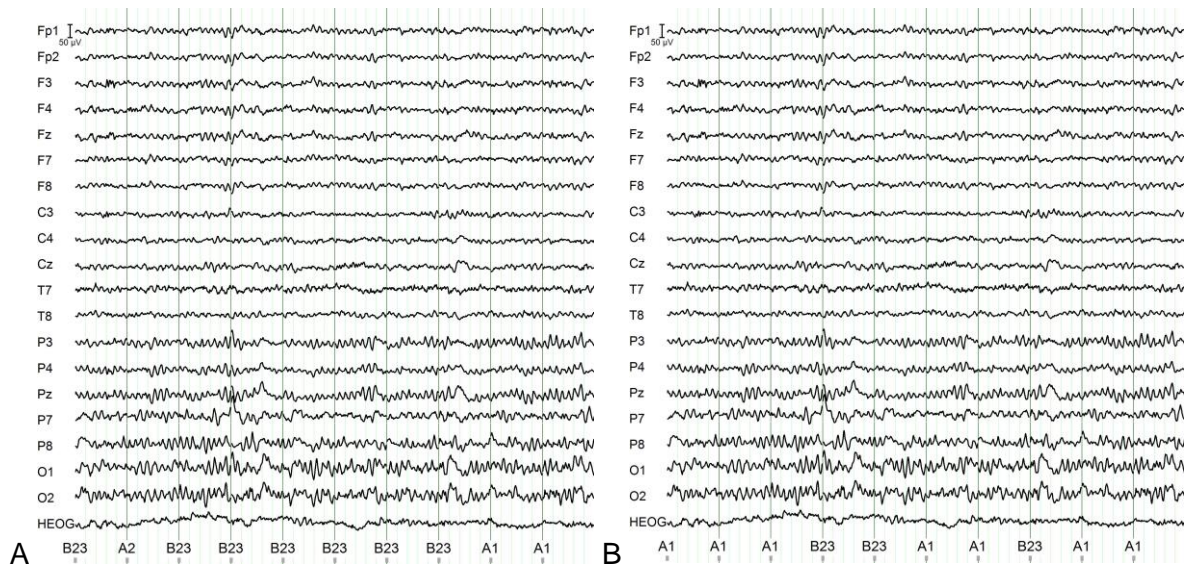 Fp1
50 µV
Fp2
F3
F4
Fz
F7
F8
C3
C4
Cz
T7
T8
P3
P4
Pz
P7
P8
O1
O2
HEOG
A
B23 A2 B23 B23 B23 B23 B23 B23 A1 A1
Fp1
50 µV
Fp2
F3
F4
Fz
F7
F8
C3
C4
Cz
T7
T8
P3
P4
Pz
P7
P8
O1
O2
HEOG
B
A1 A1 A1 B23 B23 A1 A1 B23 A1 A1